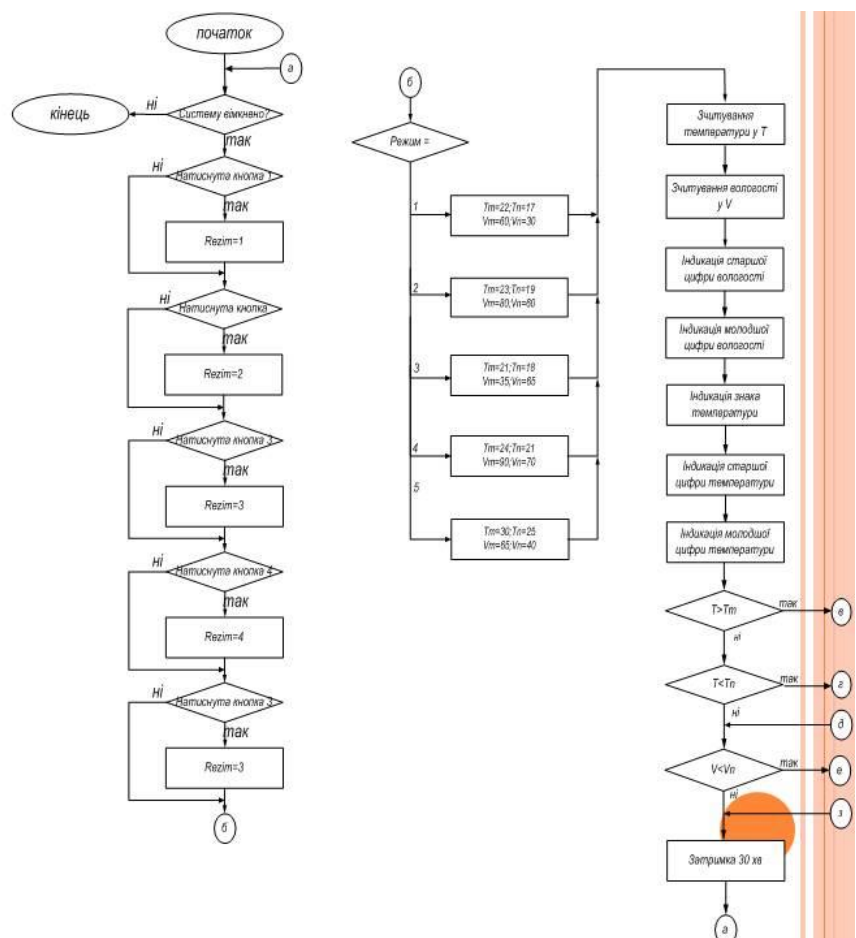 початок
а
Систему вімкнено?
ні
кінець
так
Натиснута кнопка 1
ні
так
Rezim=1
Натиснута кнопка
ні
так
Rezim=2
Натиснута кнопка 3
ні
так
Rezim=3
Натиснута кнопка 4
ні
так
Rezim=4
Натиснута кнопка 3
ні
так
Rezim=3
б
б
Режим =
1
Tm=22;Tn=17
Vm=60;Vn=30
2
Tm=23;Tn=19
Vm=80;Vn=60
3
Tm=21;Tn=18
Vm=35;Vn=65
4
Tm=24;Tn=21
Vm=90;Vn=70
5
Tm=30;Tn=25
Vm=65;Vn=40
Зчитування
температури у T
Зчитування вологості
у V
Індикація старшої
цифри вологості
Індикація молодшої
цифри вологості
Індикація знака
температури
Індикація старшої
цифри температури
Індикація молодшої
цифри температури
T>Tm
так
в
ні
T<Tn
так
г
ні
д
V<Vn
так
е
ні
з
Затримка 30 хв
а